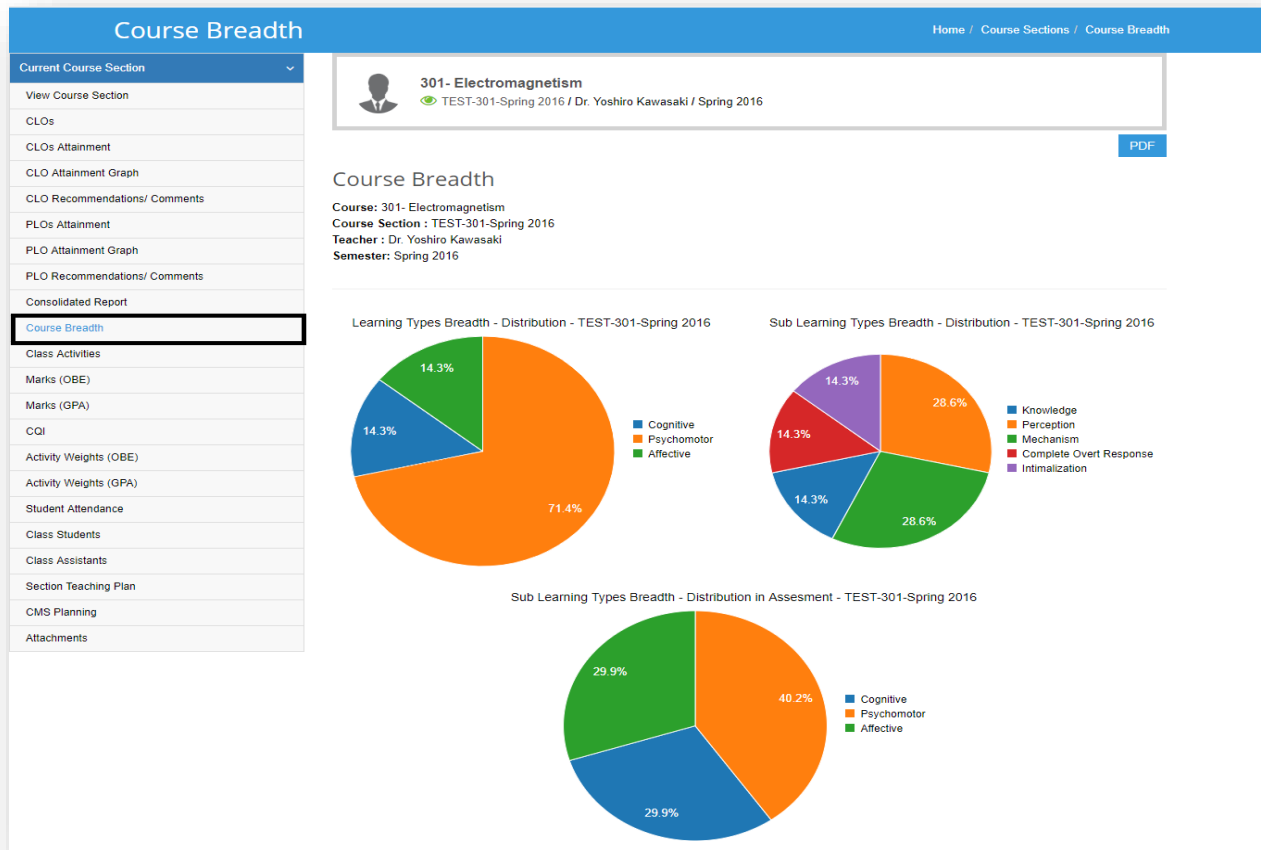 Course Breadth
Home / Course Sections / Course Breadth
Current Course Section
View Course Section
CLOs
CLOs Attainment
CLO Attainment Graph
CLO Recommendations/ Comments
PLOs Attainment
PLO Attainment Graph
PLO Recommendations/ Comments
Consolidated Report
Course Breadth
Class Activities
Marks (OBE)
Marks (GPA)
CQI
Activity Weights (OBE)
Activity Weights (GPA)
Student Attendance
Class Students
Class Assistants
Section Teaching Plan
CMS Planning
Attachments
301- Electromagnetism
TEST-301-Spring 2016 / Dr. Yoshiro Kawasaki / Spring 2016
PDF
Course Breadth
Course: 301- Electromagnetism
Course Section : TEST-301-Spring 2016
Teacher : Dr. Yoshiro Kawasaki
Semester: Spring 2016
Learning Types Breadth - Distribution - TEST-301-Spring 2016
14.3%
14.3%
71.4%
Cognitive
Psychomotor
Affective
Sub Learning Types Breadth - Distribution - TEST-301-Spring 2016
14.3%
28.6%
14.3%
14.3%
28.6%
Knowledge
Perception
Mechanism
Complete Overt Response
Intimalization
Sub Learning Types Breadth - Distribution in Assesment - TEST-301-Spring 2016
29.9%
40.2%
29.9%
Cognitive
Psychomotor
Affective